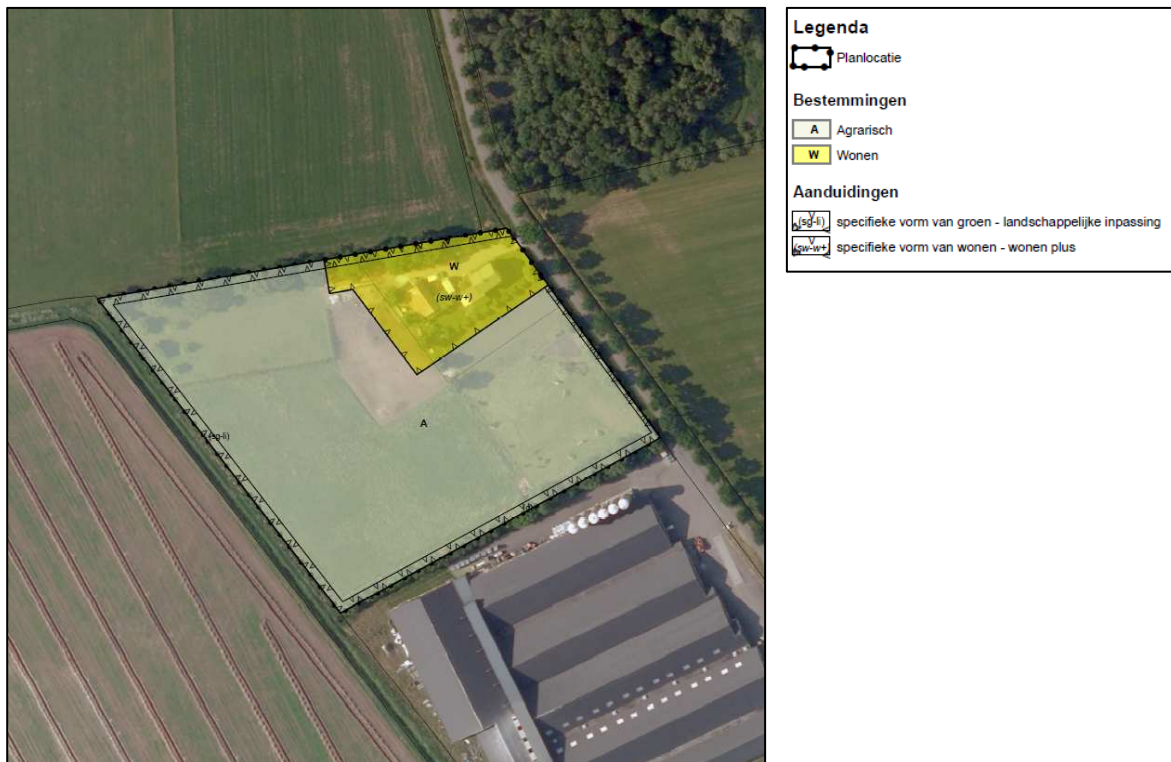 W
(sw-w+)
A
(sg-li)
Legenda
Planlocatie
Bestemmingen
A Agrarisch
W Wonen
Aanduidingen
(sg-li) specifieke vorm van groen - landschappelijke inpassing
(sw-w+) specifieke vorm van wonen - wonen plus